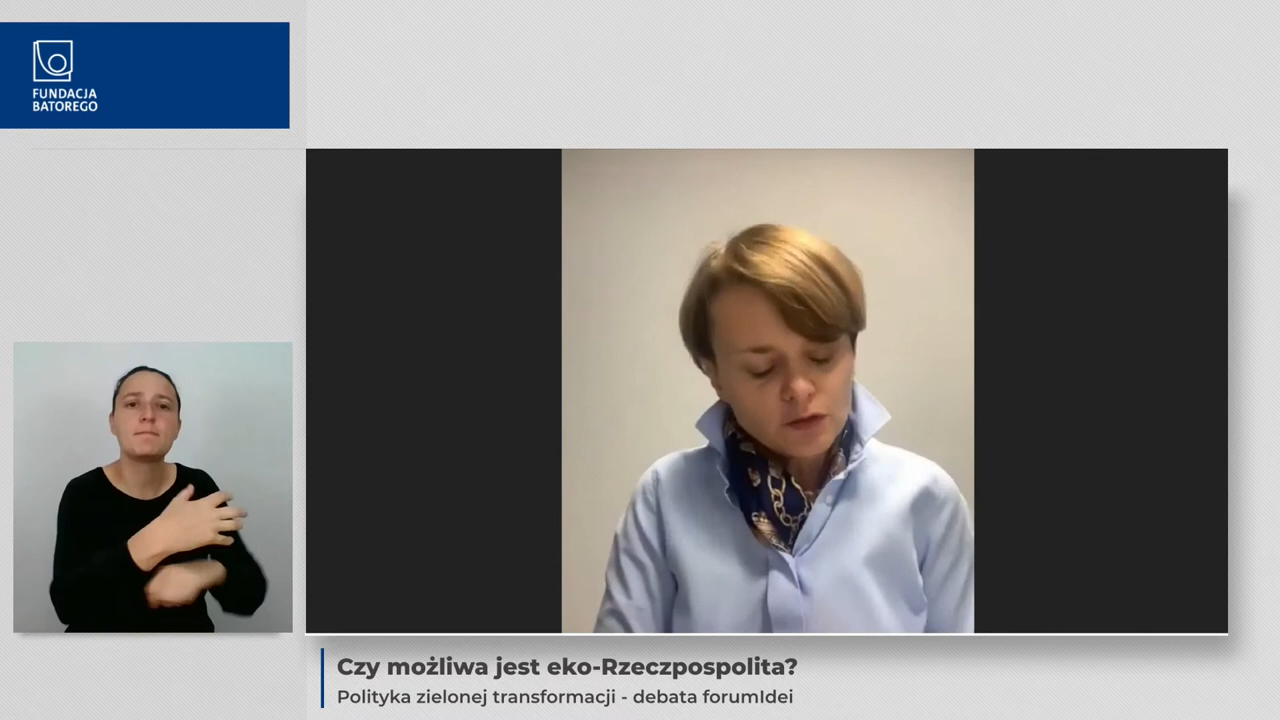 FUNDACJA
BATOREGO
Czy możliwa jest eko-Rzeczpospolita?
Polityka zielonej transformacji - debata forumIdei